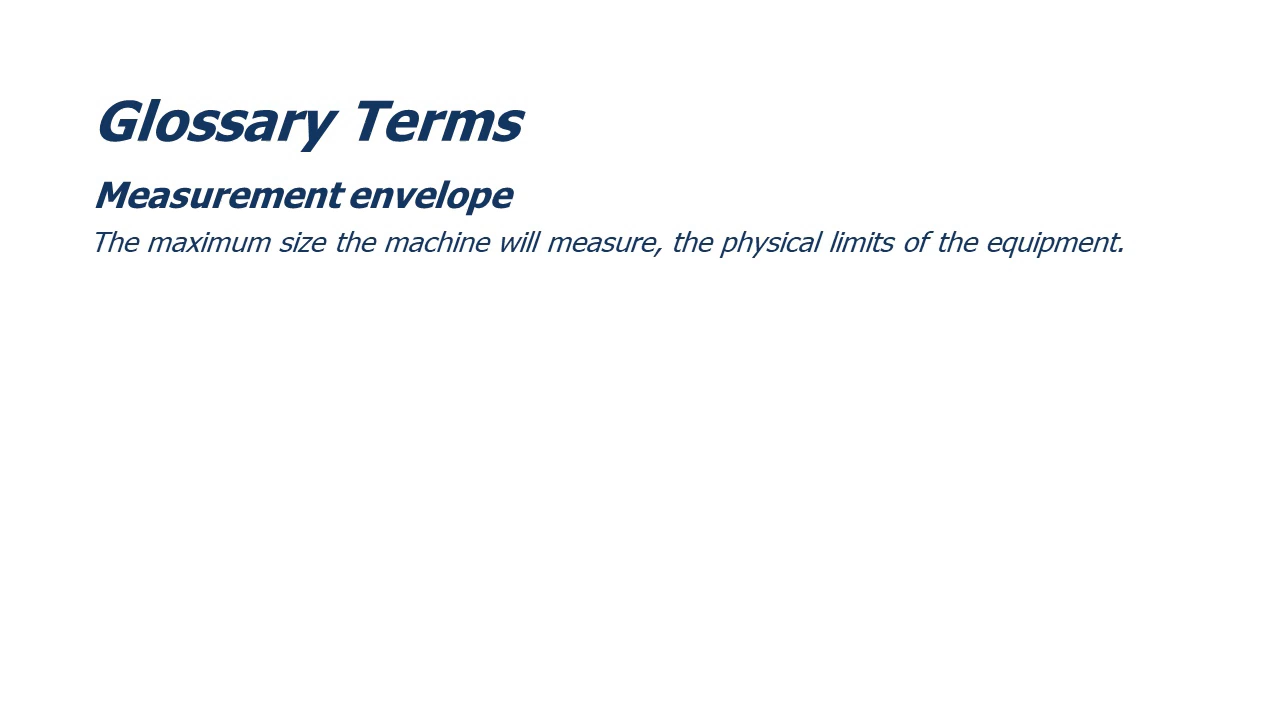 Glossary Terms
Measurement envelope
The maximum size the machine will measure, the physical limits of the equipment.